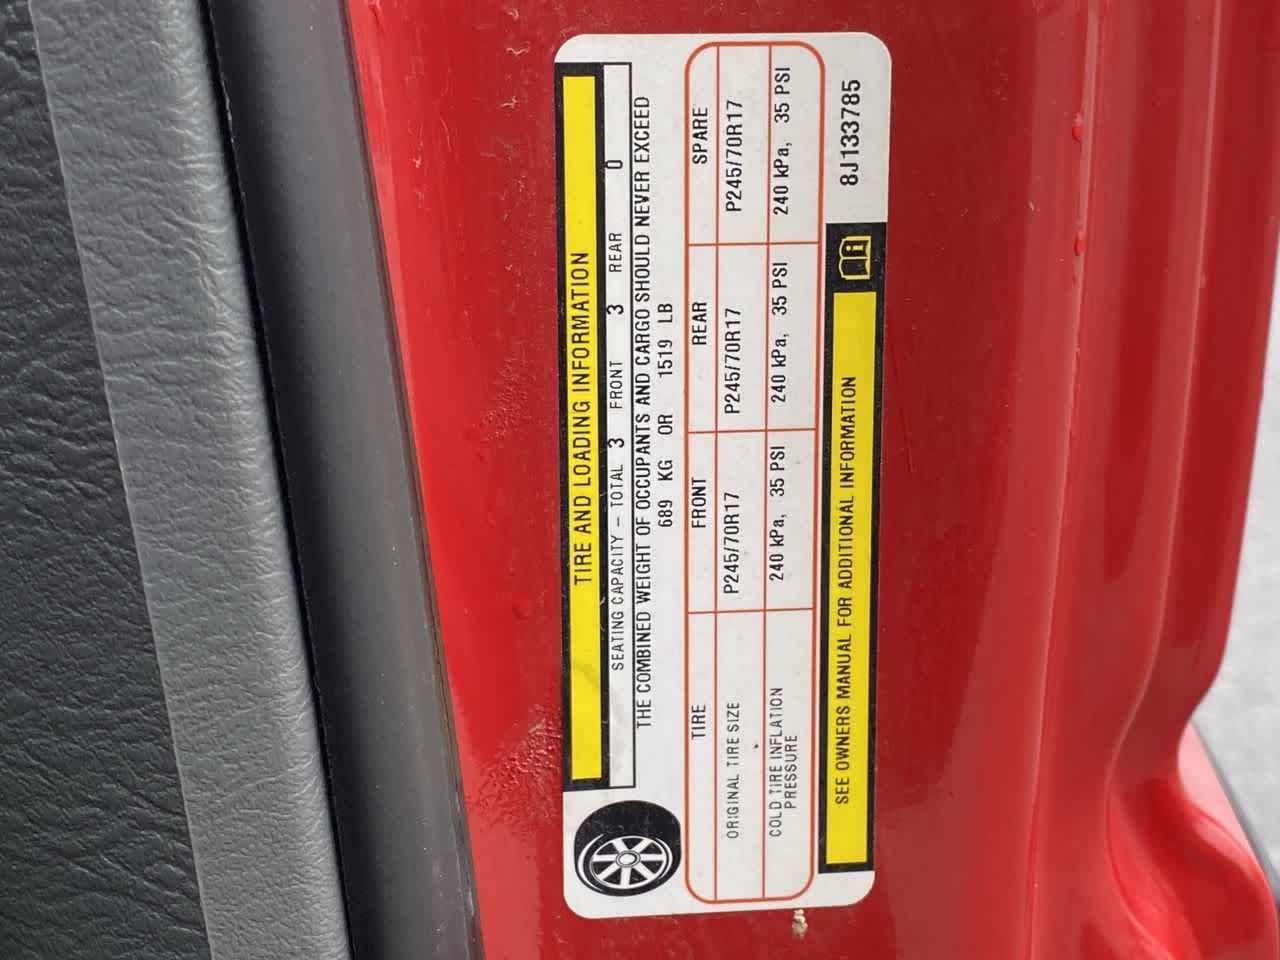 TIRE AND LOADING INFORMATION
SEATING CAPACITY – TOTAL 3 FRONT 3 REAR 0
THE COMBINED WEIGHT OF OCCUPANTS AND CARGO SHOULD NEVER EXCEED
689 KG OR 1519 LB
TIRE FRONT REAR SPARE
ORIGINAL TIRE SIZE P245/70R17 P245/70R17 P245/70R17
COLD TIRE INFLATION 240 kPa, 35 PSI 240 kPa, 35 PSI 240 kPa, 35 PSI
PRESSURE
SEE OWNERS MANUAL FOR ADDITIONAL INFORMATION
8J133785